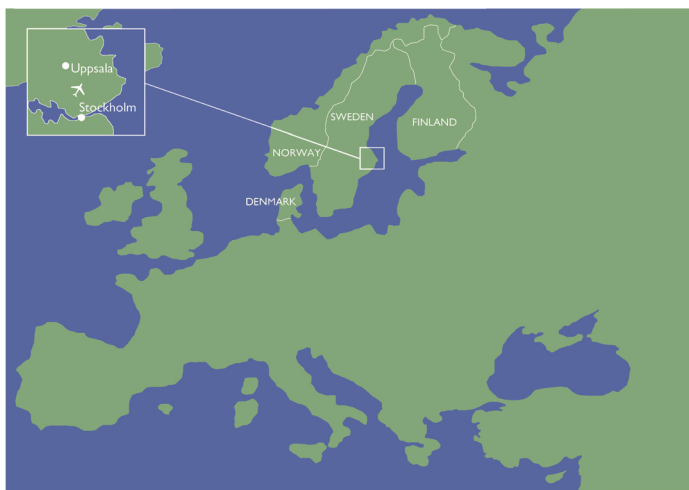 Uppsala
Stockholm
SWEDEN
FINLAND
NORWAY
DENMARK